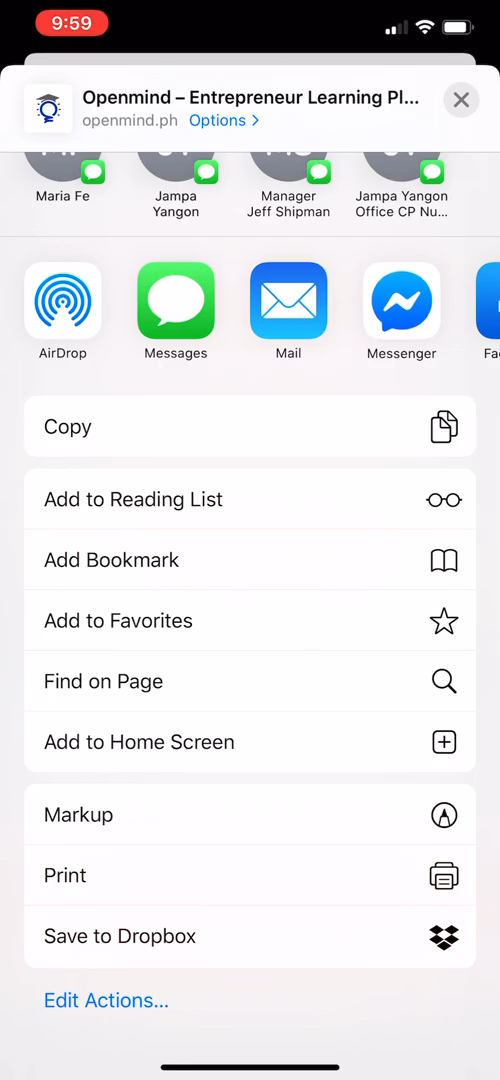 9:59
Openmind – Entrepreneur Learning Pl...
openmind.ph Options >
Maria Fe
Jampa
Yangon
Manager
Jeff Shipman
Jampa Yangon
Office CP Nu...
AirDrop
Messages
Mail
Messenger
Fac
Copy
Add to Reading List
Add Bookmark
Add to Favorites
Find on Page
Add to Home Screen
Markup
Print
Save to Dropbox
Edit Actions...